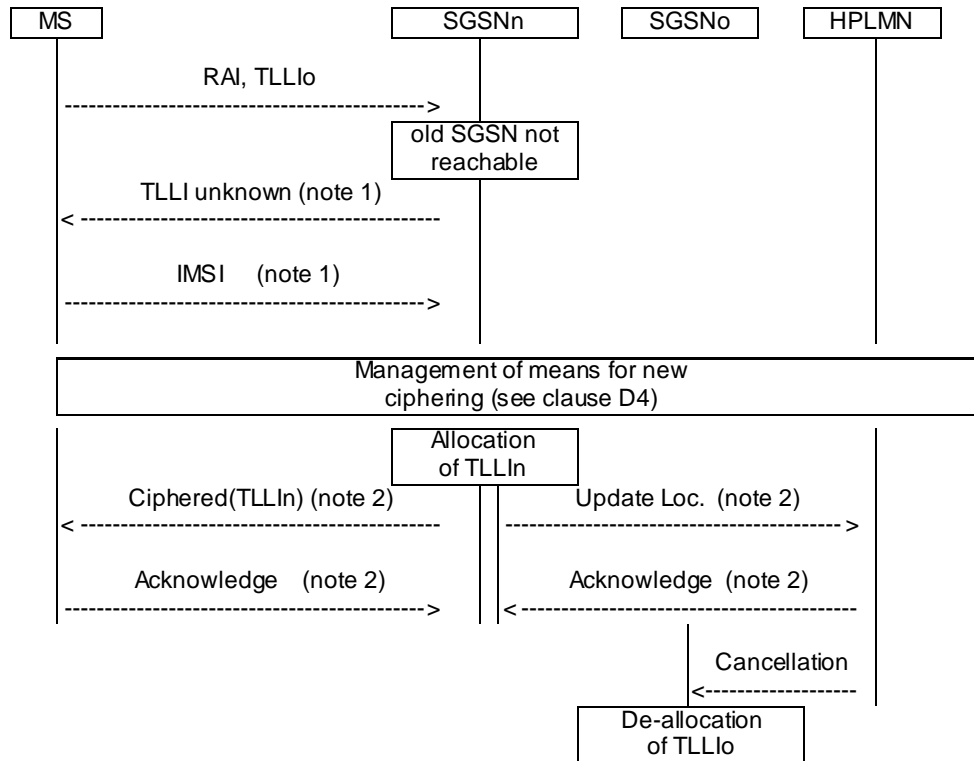 MS SGSNn SGSNo HPLMN
RAI, TLLIo
old SGSN not
reachable
TLLI unknown (note 1)
IMSI (note 1)
Management of means for new
ciphering (see clause D4)
Allocation
of TLLIn
Ciphered(TLLIn) (note 2) Update Loc. (note 2)
Acknowledge (note 2) Acknowledge (note 2)
Cancellation
De-allocation
of TLLIo